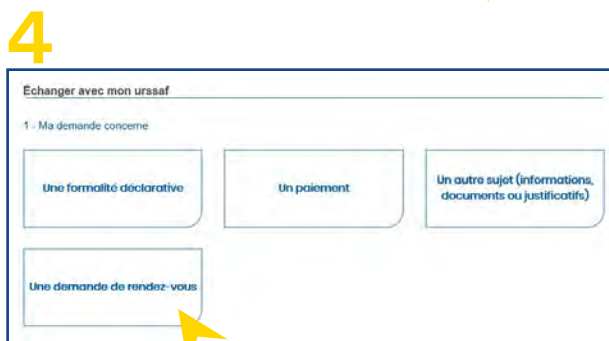 4
Échanger avec mon urssaf
1 - Ma demande concerne
Une formalité déclarative
Un paiement
Un autre sujet (informations,
documents ou justificatifs)
Une demande de rendez-vous